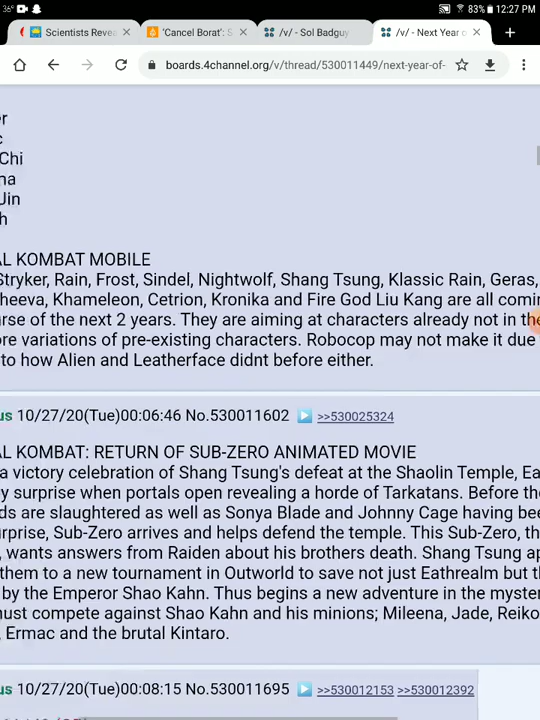 36° 83% 12:27 PM
Scientists Revea 'Cancel Borat': S /v/ - Sol Badguy /v/ - Next Year o
boards.4channel.org/v/thread/530011449/next-year-of-
er
c
Chi
na
Jin
h
AL KOMBAT MOBILE
Stryker, Rain, Frost, Sindel, Nightwolf, Shang Tsung, Klassic Rain, Geras,
heeva, Khameleon, Cetrion, Kronika and Fire God Liu Kang are all comin
arse of the next 2 years. They are aiming at characters already not in the
ore variations of pre-existing characters. Robocop may not make it due
to how Alien and Leatherface didnt before either.
us 10/27/20(Tue)00:06:46 No.530011602 >>530025324
AL KOMBAT: RETURN OF SUB-ZERO ANIMATED MOVIE
a victory celebration of Shang Tsung's defeat at the Shaolin Temple, Ea
y surprise when portals open revealing a horde of Tarkatans. Before the
ds are slaughtered as well as Sonya Blade and Johnny Cage having bee
rprise, Sub-Zero arrives and helps defend the temple. This Sub-Zero, th
, wants answers from Raiden about his brothers death. Shang Tsung ap
them to a new tournament in Outworld to save not just Eathrealm but th
by the Emperor Shao Kahn. Thus begins a new adventure in the myster
nust compete against Shao Kahn and his minions; Mileena, Jade, Reiko
, Ermac and the brutal Kintaro.
us 10/27/20(Tue)00:08:15 No.530011695 >>530012153 >>530012392